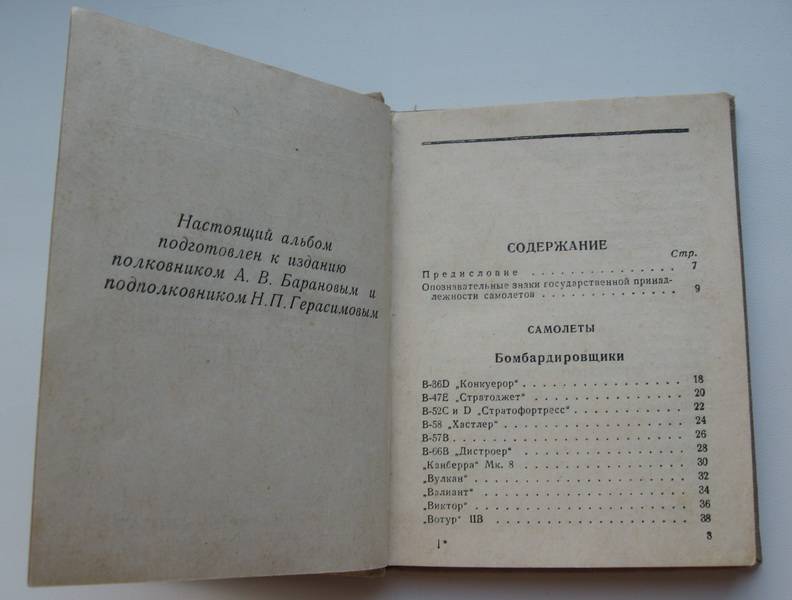 Настоящий альбом
подготовлен к изданию
полковником А. В. Барановым и
подполковником Н. П. Герасимовым
СОДЕРЖАНИЕ
Стр.
Предисловие . . . . . . . . . . . . . . . 7
Опознавательные знаки государственной принад-
лежности самолетов . . . . . . . . . . . . . . 9
САМОЛЕТЫ
Бомбардировщики
В-36D „Конкуерор“ . . . . . . . . . . . . . . . . 18
В-47Е „Стратоджет“ . . . . . . . . . . . . . . . 20
В-52С и D „Стратофортресс“ . . . . . . . . . . . 22
В-58 „Хастлер“ . . . . . . . . . . . . . . . . . 24
В-57В . . . . . . . . . . . . . . . . . . . . . 26
В-66В „Дистроер“ . . . . . . . . . . . . . . . . 28
„Канберра“ Мк. 8 . . . . . . . . . . . . . . . . 30
„Вулкан“ . . . . . . . . . . . . . . . . . . . . 32
„Валиант“ . . . . . . . . . . . . . . . . . . . 34
„Виктор“ . . . . . . . . . . . . . . . . . . . . 36
„Вотур“ IIВ . . . . . . . . . . . . . . . . . . 38
1* 3